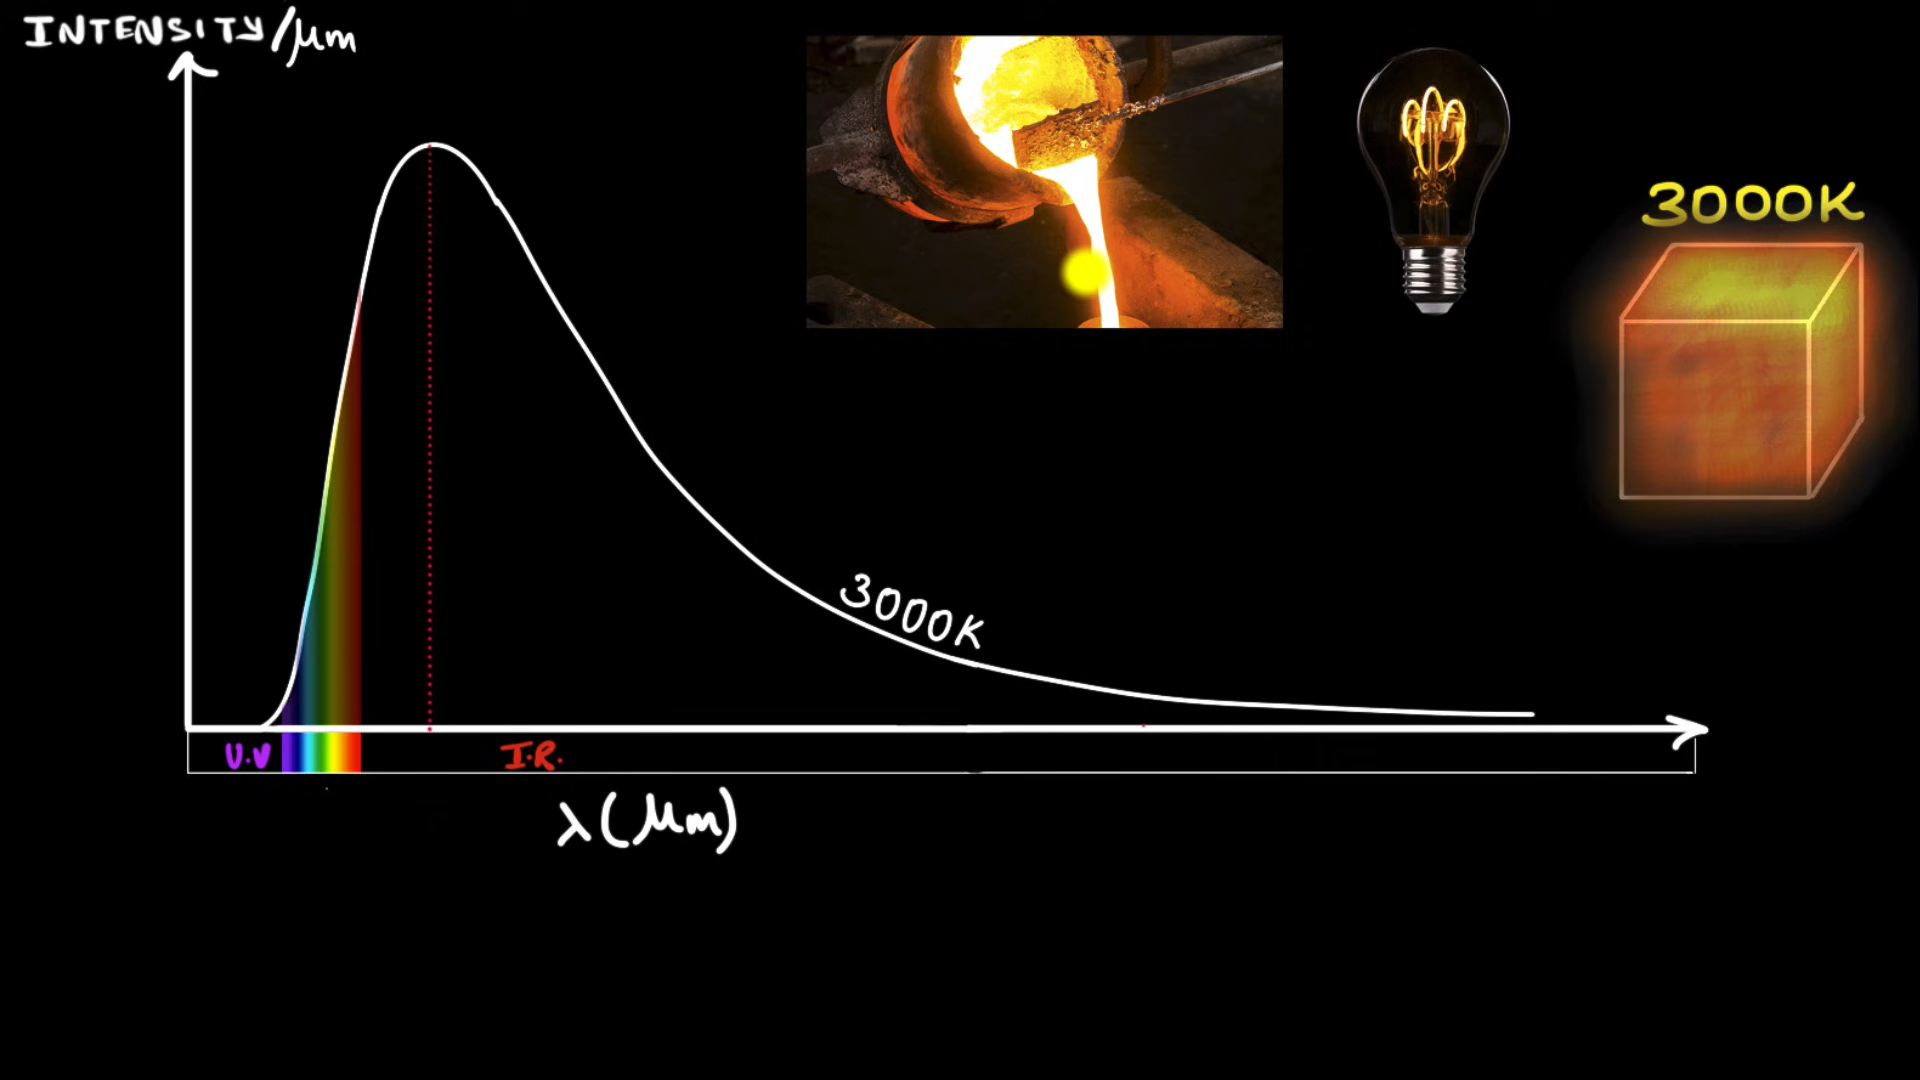 INTENSITY/μm
3000K
3000K
U.V
I.R.
λ(μm)